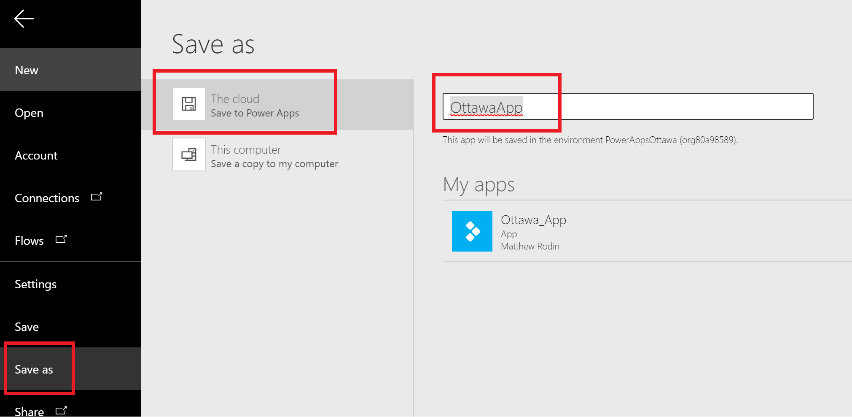 New
Open
Account
Connections
Flows
Settings
Save
Save as
Share
Save as
The cloud
Save to Power Apps
This computer
Save a copy to my computer
OttawaApp
This app will be saved in the environment PowerAppsOttawa (org80a98589).
My apps
Ottawa_App
App
Matthew Rodin